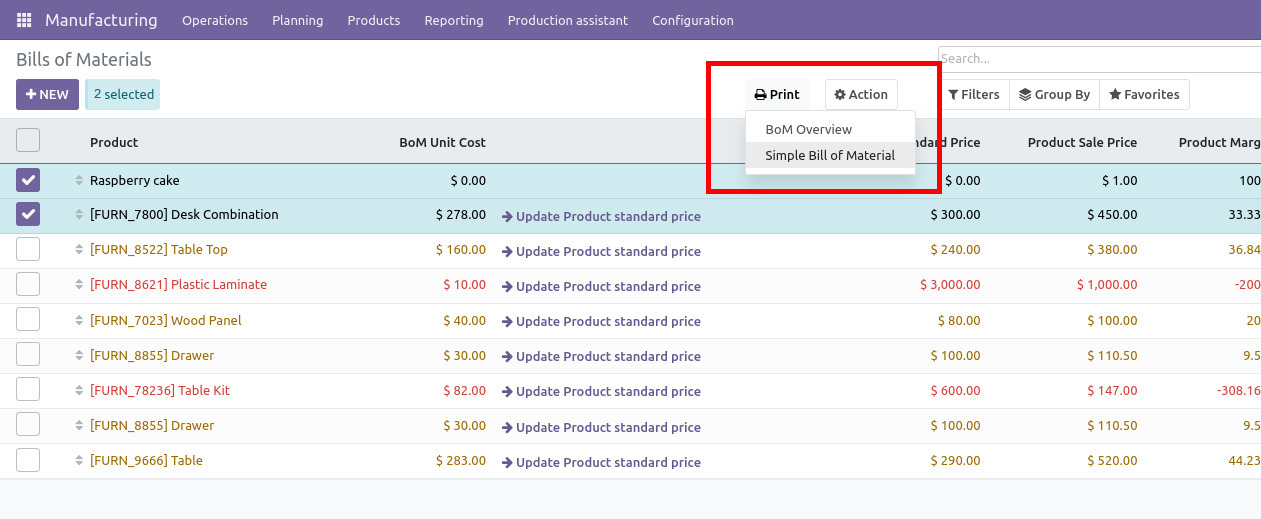 Manufacturing Operations Planning Products Reporting Production assistant Configuration
Bills of Materials
Search...
+ NEW 2 selected Print Action Filters Group By Favorites
BoM Overview
Simple Bill of Material
Product BoM Unit Cost ndard Price Product Sale Price Product Marg
Raspberry cake $ 0.00 $ 0.00 $ 1.00 100
[FURN_7800] Desk Combination $ 278.00 Update Product standard price $ 300.00 $ 450.00 33.33
[FURN_8522] Table Top $ 160.00 Update Product standard price $ 240.00 $ 380.00 36.84
[FURN_8621] Plastic Laminate $ 10.00 Update Product standard price $ 3,000.00 $ 1,000.00 -200
[FURN_7023] Wood Panel $ 40.00 Update Product standard price $ 80.00 $ 100.00 20
[FURN_8855] Drawer $ 30.00 Update Product standard price $ 100.00 $ 110.50 9.5
[FURN_78236] Table Kit $ 82.00 Update Product standard price $ 600.00 $ 147.00 -308.16
[FURN_8855] Drawer $ 30.00 Update Product standard price $ 100.00 $ 110.50 9.5
[FURN_9666] Table $ 283.00 Update Product standard price $ 290.00 $ 520.00 44.23